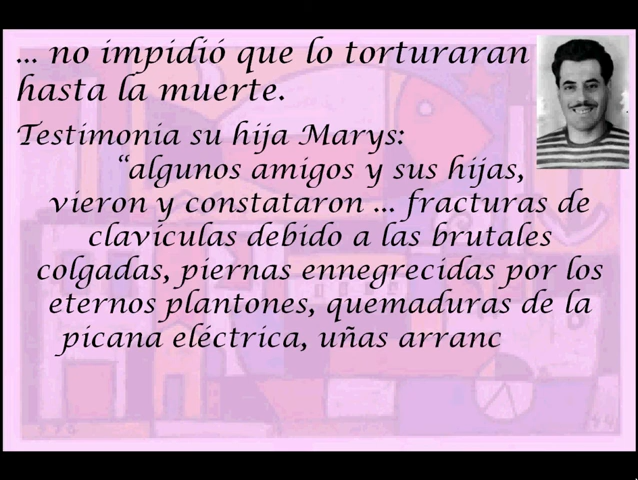 ... no impidió que lo torturaran
hasta la muerte.
Testimonia su hija Marys:
“algunos amigos y sus hijas,
vieron y constataron ... fracturas de
clavículas debido a las brutales
colgadas, piernas ennegrecidas por los
eternos plantones, quemaduras de la
picana eléctrica, uñas arranc